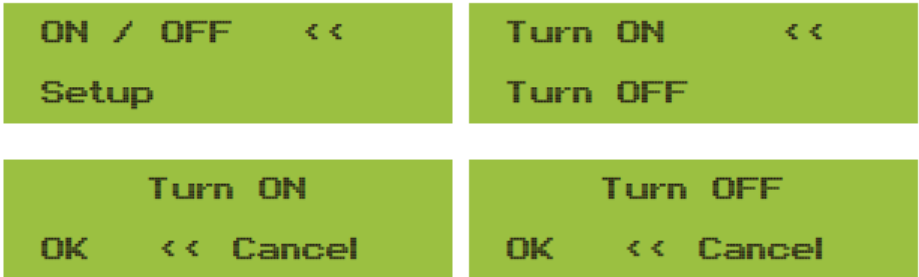 ON / OFF <<
Setup
Turn ON <<
Turn OFF
Turn ON
OK << Cancel
Turn OFF
OK << Cancel